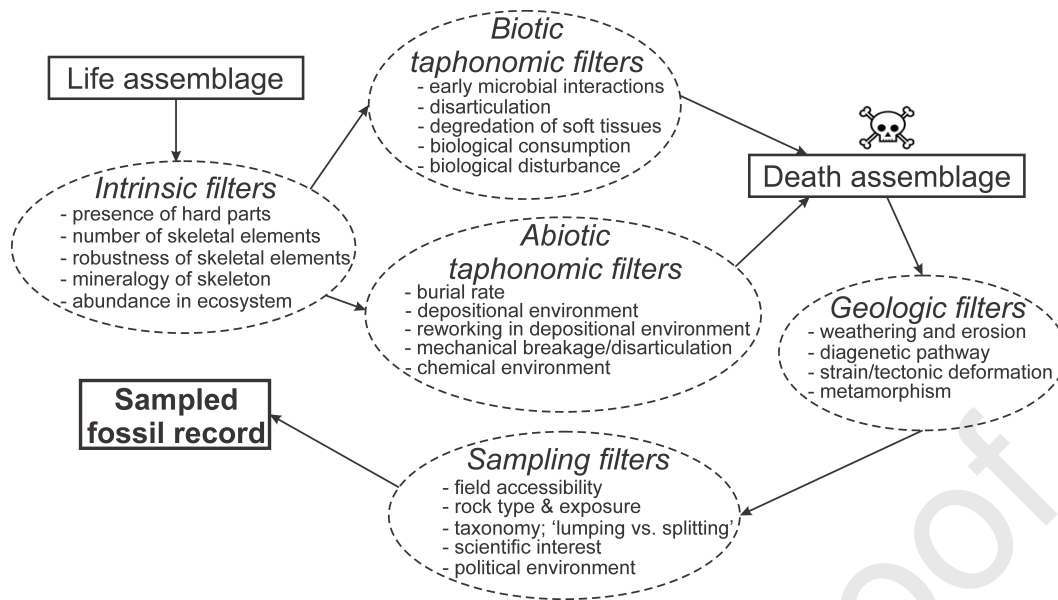 Life assemblage
Intrinsic filters
- presence of hard parts
- number of skeletal elements
- robustness of skeletal elements
- mineralogy of skeleton
- abundance in ecosystem
Biotic
taphonomic filters
- early microbial interactions
- disarticulation
- degredation of soft tissues
- biological consumption
- biological disturbance
Abiotic
taphonomic filters
- burial rate
- depositional environment
- reworking in depositional environment
- mechanical breakage/disarticulation
- chemical environment
Death assemblage
Geologic filters
- weathering and erosion
- diagenetic pathway
- strain/tectonic deformation
- metamorphism
Sampling filters
- field accessibility
- rock type & exposure
- taxonomy; ‘lumping vs. splitting’
- scientific interest
- political environment
Sampled
fossil record